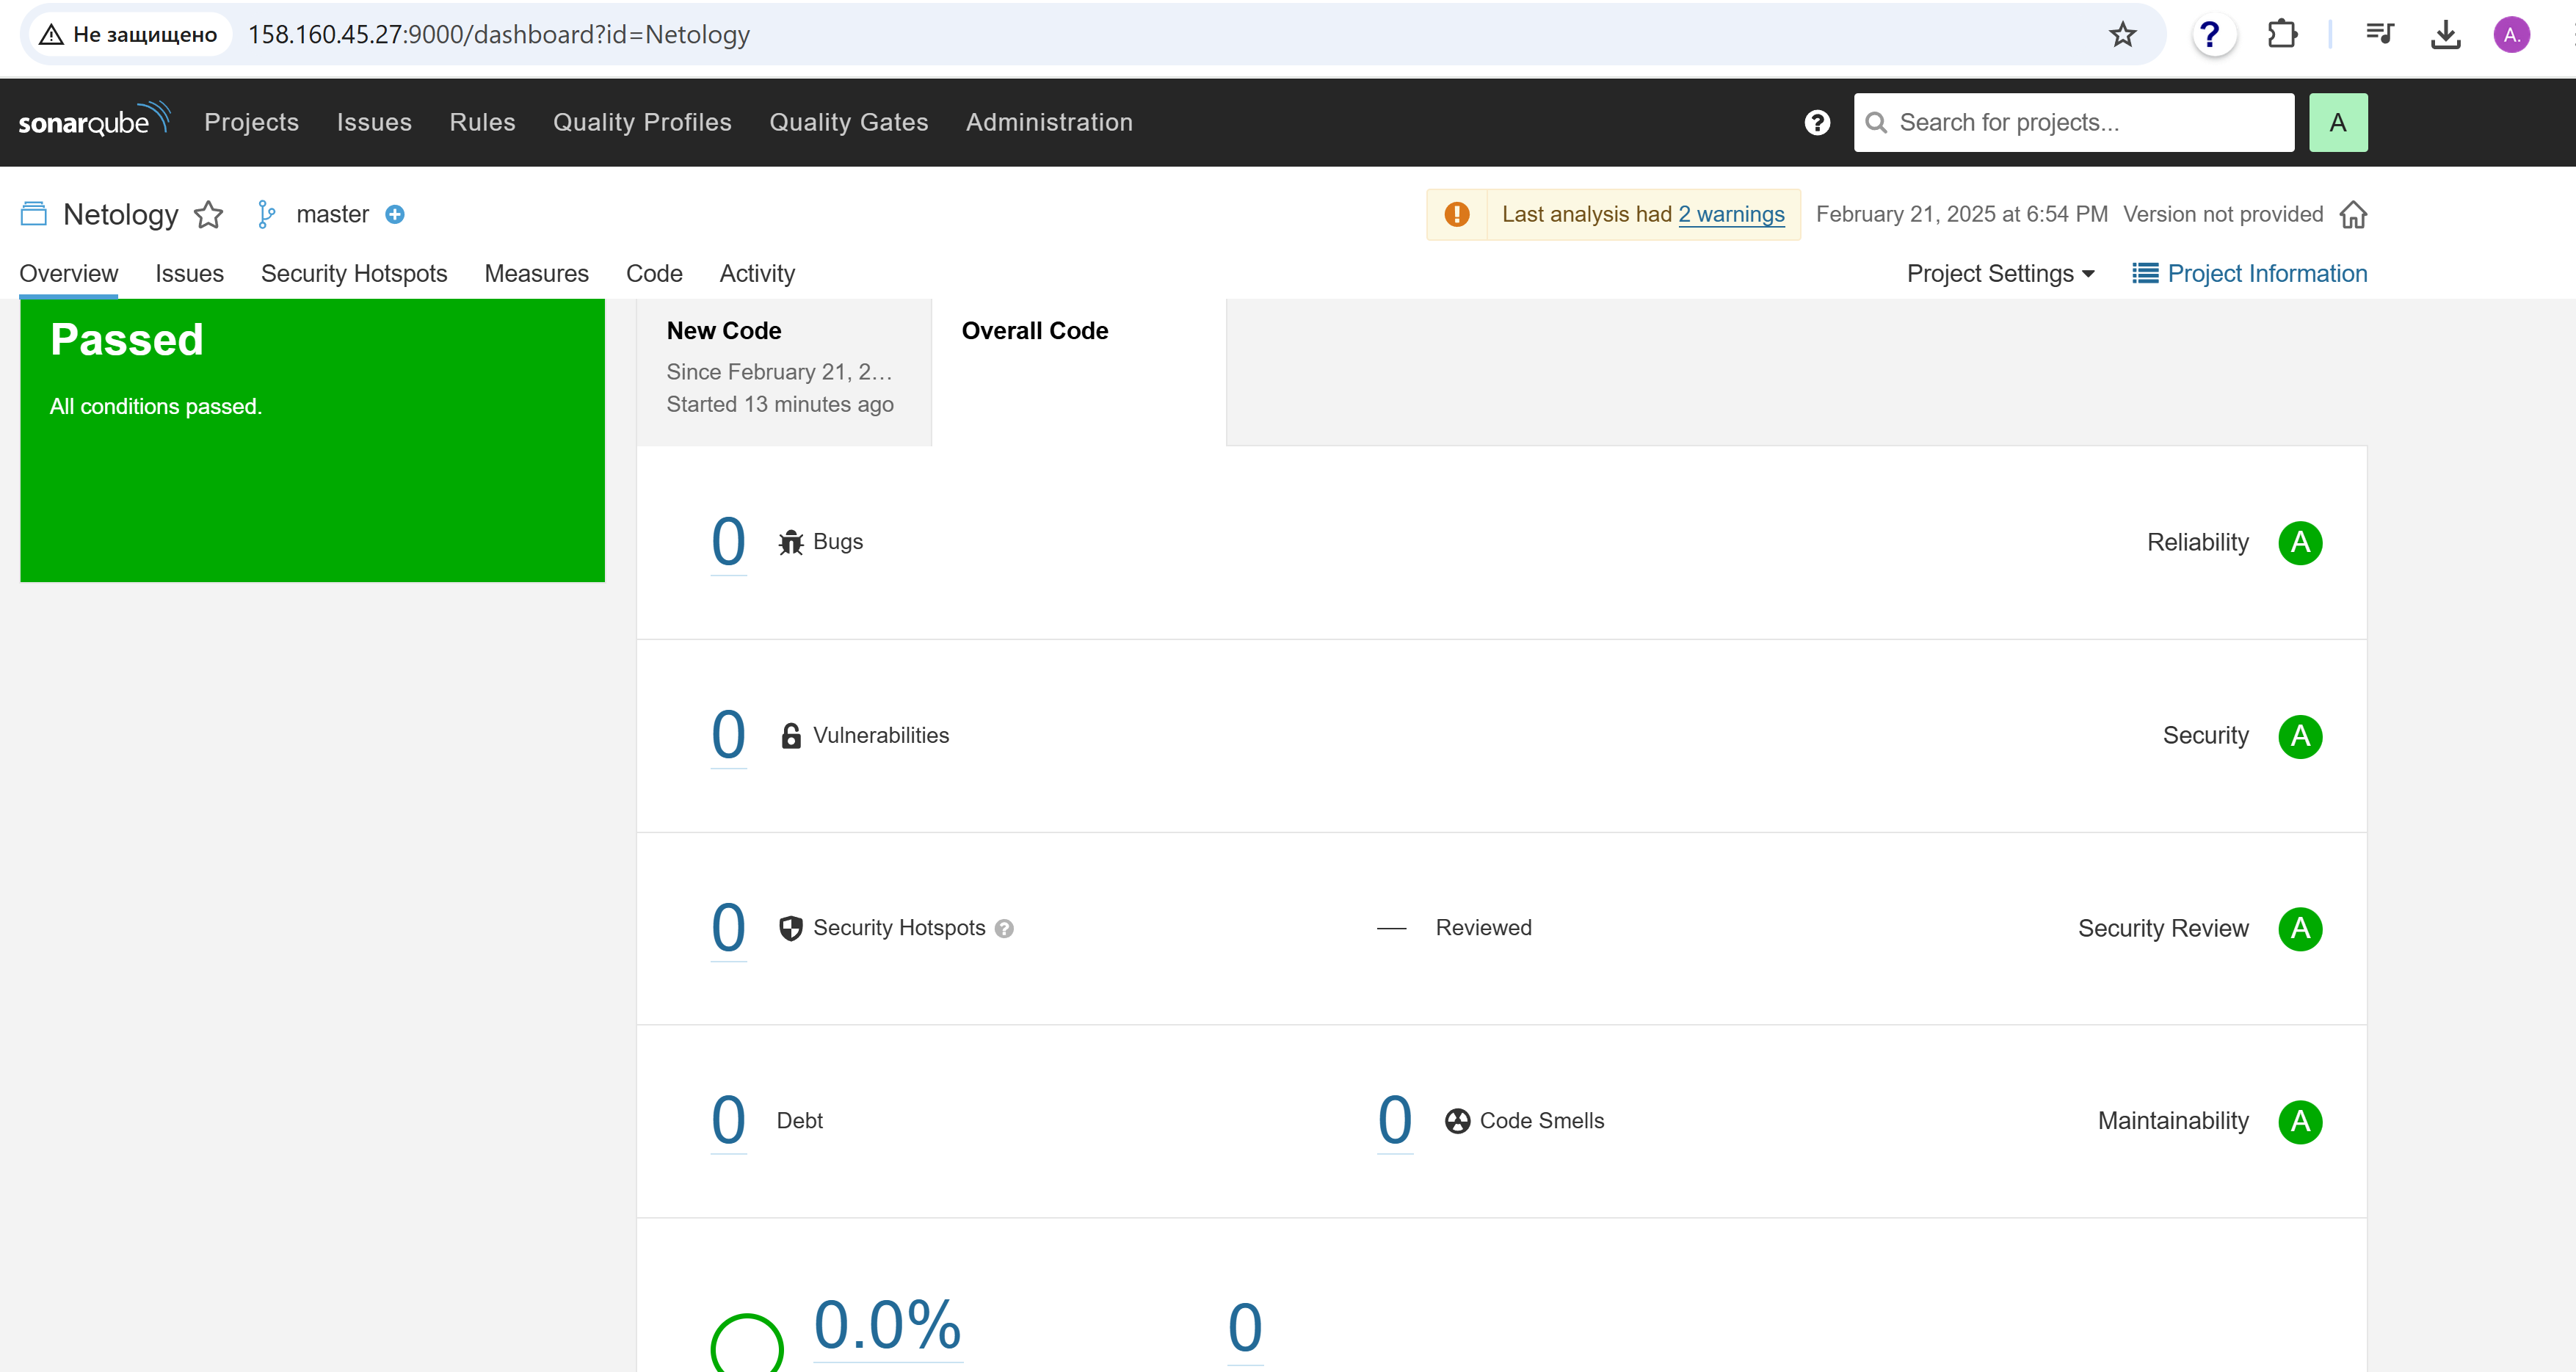 Не защищено 158.160.45.27:9000/dashboard?id=Netology ? A.
sonarqube Projects Issues Rules Quality Profiles Quality Gates Administration ? Search for projects... A
Netology master Last analysis had 2 warnings February 21, 2025 at 6:54 PM Version not provided
Overview Issues Security Hotspots Measures Code Activity Project Settings Project Information
Passed
All conditions passed.
New Code
Since February 21, 2…
Started 13 minutes ago
Overall Code
0 Bugs Reliability A
0 Vulnerabilities Security A
0 Security Hotspots ? — Reviewed Security Review A
0 Debt 0 Code Smells Maintainability A
0.0% 0